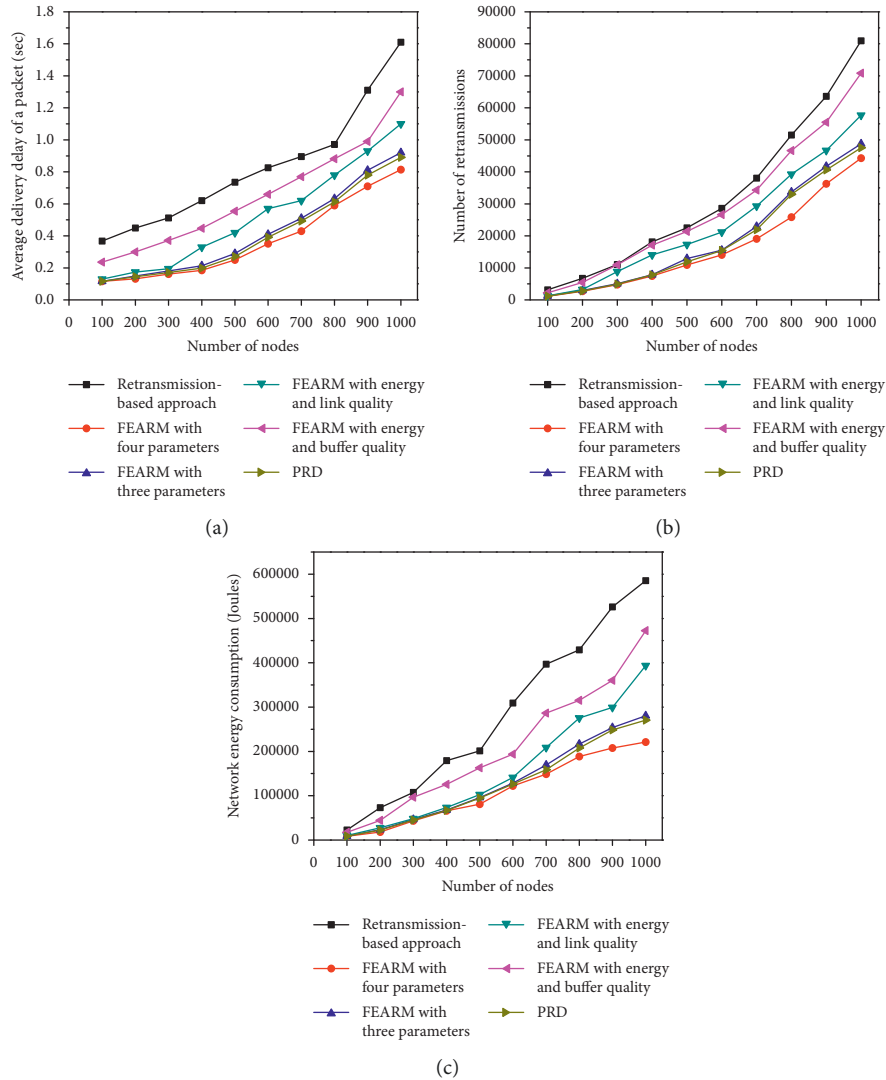 1.8
1.6
1.4
1.2
1.0
0.8
0.6
0.4
0.2
0.0
Average delivery delay of a packet (sec)
0 100 200 300 400 500 600 700 800 900 1000
Number of nodes
Retransmission-
based approach
FEARM with
four parameters
FEARM with
three parameters
FEARM with energy
and link quality
FEARM with energy
and buffer quality
PRD
(a)
90000
80000
70000
60000
50000
40000
30000
20000
10000
0
Number of retransmissions
100 200 300 400 500 600 700 800 900 1000
Number of nodes
Retransmission-
based approach
FEARM with
four parameters
FEARM with
three parameters
FEARM with energy
and link quality
FEARM with energy
and buffer quality
PRD
(b)
600000
500000
400000
300000
200000
100000
0
Network energy consumption (Joules)
0 100 200 300 400 500 600 700 800 900 1000
Number of nodes
Retransmission-
based approach
FEARM with
four parameters
FEARM with
three parameters
FEARM with energy
and link quality
FEARM with energy
and buffer quality
PRD
(c)